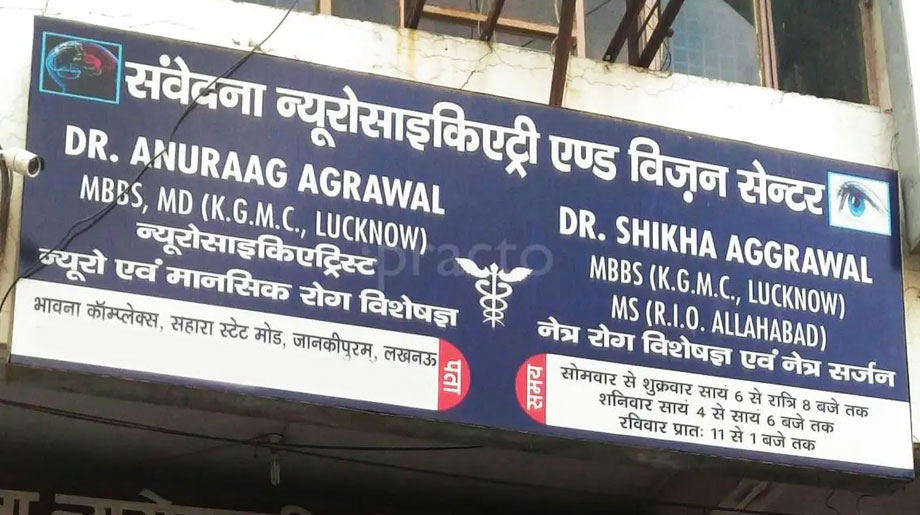 संवेदना न्यूरोसाइकिएट्री एण्ड विज़न सेन्टर
DR. ANURAAG AGRAWAL
MBBS, MD (K.G.M.C., LUCKNOW)
न्यूरोसाइकिएट्रिस्ट
न्यूरो एवं मानसिक रोग विशेषज्ञ
भावना कॉम्प्लेक्स, सहारा स्टेट मोड, जानकीपुरम्, लखनऊ
पता
DR. SHIKHA AGGRAWAL
MBBS (K.G.M.C., LUCKNOW)
MS (R.I.O. ALLAHABAD)
नेत्र रोग विशेषज्ञ एवं नेत्र सर्जन
समय
सोमवार से शुक्रवार सायं 6 से रात्रि 8 बजे तक
शनिवार सायं 4 से सायं 6 बजे तक
रविवार प्रातः 11 से 1 बजे तक
practo